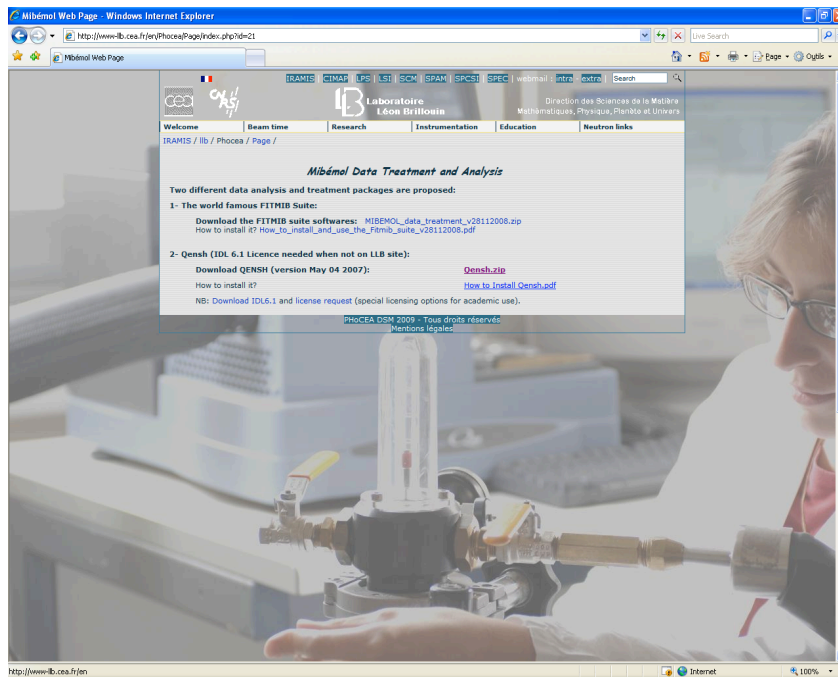 Mibémol Web Page - Windows Internet Explorer
http://www-llb.cea.fr/en/Phocea/Page/index.php?id=21
Live Search
Mibémol Web Page
Page
Outils
IRAMIS | CIMAP | LPS | LSI | SCM | SPAM | SPCSI | SPEC | webmail : intra - extra | Search
cea
CNRS
Laboratoire
Léon Brillouin
Direction des Sciences de la Matière
Mathématiques, Physique, Planète et Univers
Welcome Beam time Research Instrumentation Education Neutron links
IRAMIS / llb / Phocea / Page /
Mibémol Data Treatment and Analysis
Two different data analysis and treatment packages are proposed:
1- The world famous FITMIB Suite:
Download the FITMIB suite softwares: MIBEMOL_data_treatment_v28112008.zip
How to install it? How_to_install_and_use_the_Fitmib_suite_v28112008.pdf
2- Qensh (IDL 6.1 Licence needed when not on LLB site):
Download QENSH (version May 04 2007): Qensh.zip
How to install it? How to Install Qensh.pdf
NB: Download IDL6.1 and license request (special licensing options for academic use).
PHoCEA DSM 2009 - Tous droits réservés
Mentions légales
http://www-llb.cea.fr/en
Internet
100%